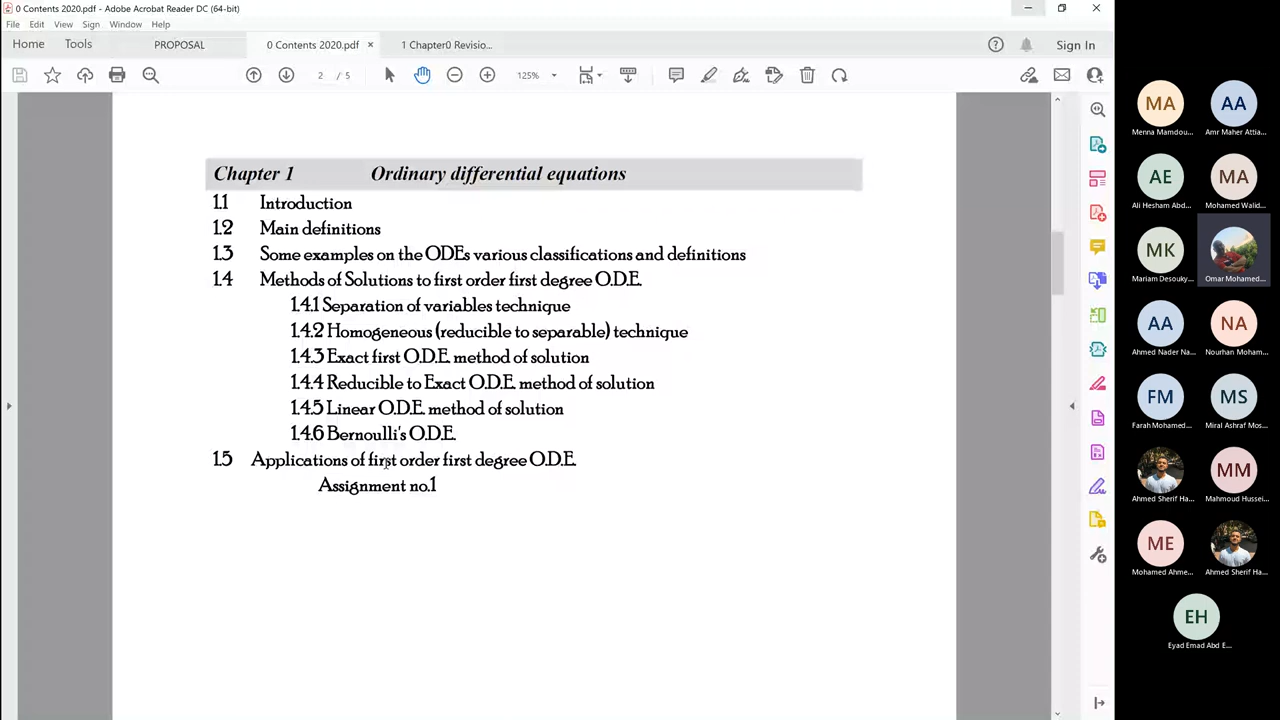 0 Contents 2020.pdf - Adobe Acrobat Reader DC (64-bit)
File Edit View Sign Window Help
Home Tools PROPOSAL 0 Contents 2020.pdf × 1 Chapter0 Revisio... Sign In
2 / 5 125%
Chapter 1 Ordinary differential equations
1.1 Introduction
1.2 Main definitions
1.3 Some examples on the ODEs various classifications and definitions
1.4 Methods of Solutions to first order first degree O.D.E.
1.4.1 Separation of variables technique
1.4.2 Homogeneous (reducible to separable) technique
1.4.3 Exact first O.D.E. method of solution
1.4.4 Reducible to Exact O.D.E. method of solution
1.4.5 Linear O.D.E. method of solution
1.4.6 Bernoulli's O.D.E.
1.5 Applications of first order first degree O.D.E.
Assignment no.1
MA AA
Menna Mamdou... Amr Maher Attia...
AE MA
Ali Hesham Abd... Mohamed Walid...
MK
Mariam Desouky... Omar Mohamed...
AA NA
Ahmed Nader Na... Nourhan Moham...
FM MS
Farah Mohamed... Miral Ashraf Mos...
MM
Ahmed Sherif Ha... Mahmoud Hussei...
ME
Mohamed Ahme... Ahmed Sherif Ha...
EH
Eyad Emad Abd E...